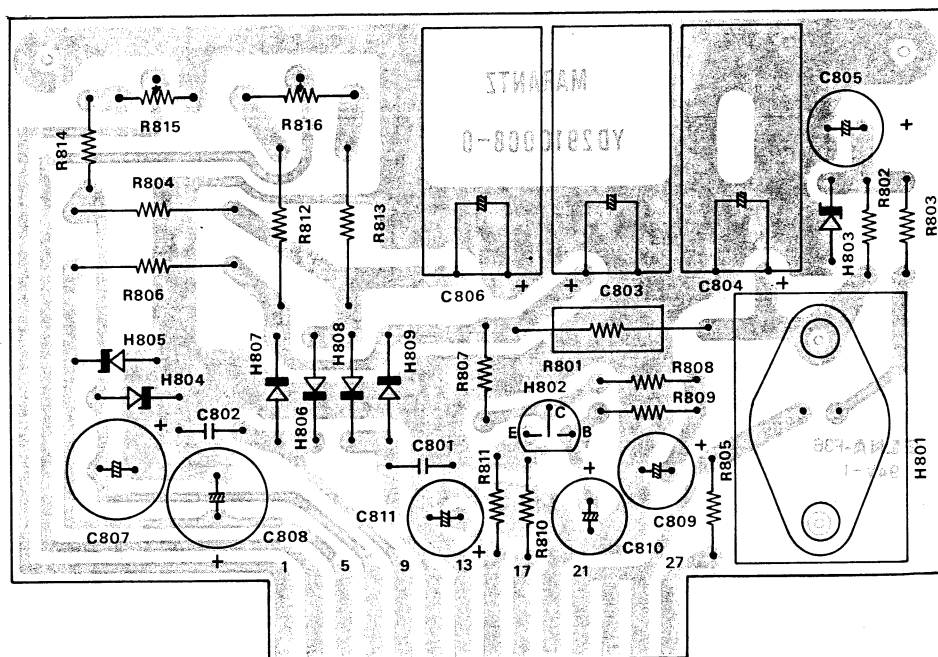 C805
MARANTZ
YD2910008-0
R814
R815
R816
R804
R812
R813
R802
R803
H803
R806
C806
C803
C804
+
+
+
+
H805
H804
H807
H806
H808
H809
R807
R801
R808
R809
H802
C
E
B
H801
C802
C801
R811
R810
R805
+
+
+
+
+
C807
C808
C811
C810
C809
1
5
9
13
17
21
27